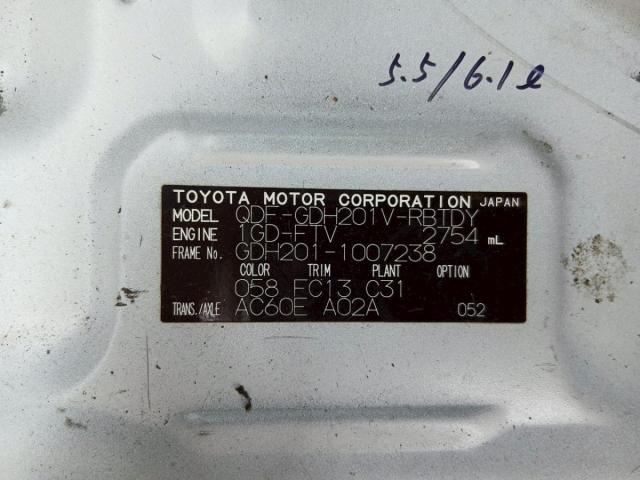 5.5/6.1ℓ
TOYOTA MOTOR CORPORATION JAPAN
MODEL QDF-GDH201V-RBTDY
ENGINE 1GD-FTV 2754 mL
FRAME No. GDH201-1007238
COLOR TRIM PLANT OPTION
058 FC13 C31
TRANS./AXLE AC60E A02A 052